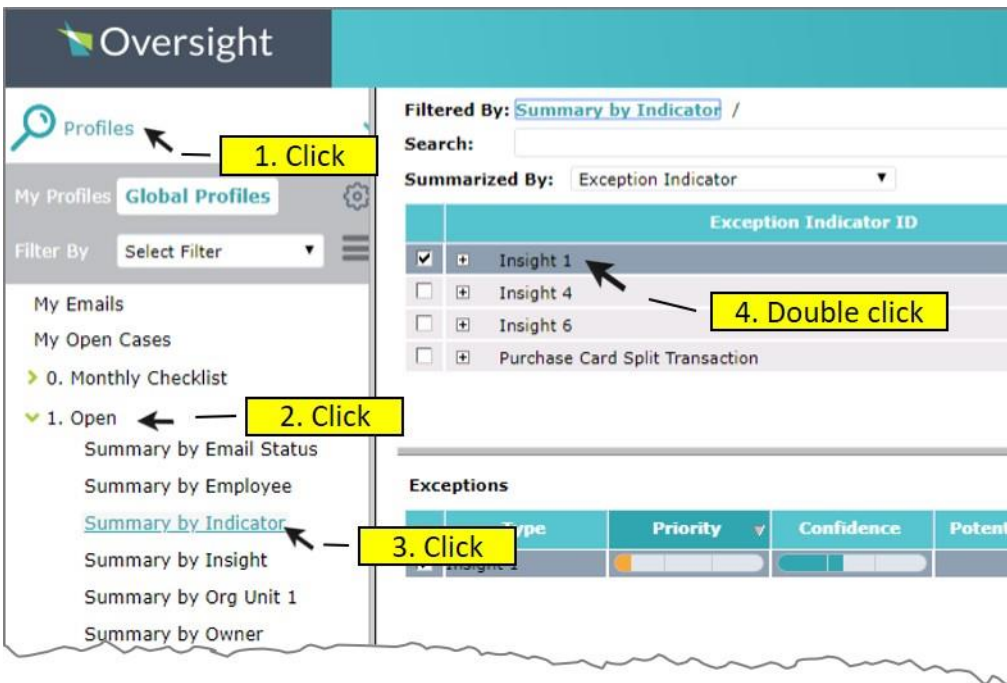 Oversight
Profiles
1. Click
My Profiles Global Profiles
Filter By Select Filter
My Emails
My Open Cases
0. Monthly Checklist
1. Open
2. Click
Summary by Email Status
Summary by Employee
Summary by Indicator
3. Click
Summary by Insight
Summary by Org Unit 1
Summary by Owner
Filtered By: Summary by Indicator /
Search:
Summarized By: Exception Indicator
Exception Indicator ID
Insight 1
4. Double click
Insight 4
Insight 6
Purchase Card Split Transaction
Exceptions
Priority Confidence
Insight 1